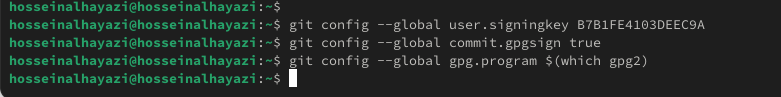 hosseinalhayazi@hosseinalhayazi:~$
hosseinalhayazi@hosseinalhayazi:~$ git config --global user.signingkey B7B1FE4103DEEC9A
hosseinalhayazi@hosseinalhayazi:~$ git config --global commit.gpgsign true
hosseinalhayazi@hosseinalhayazi:~$ git config --global gpg.program $(which gpg2)
hosseinalhayazi@hosseinalhayazi:~$